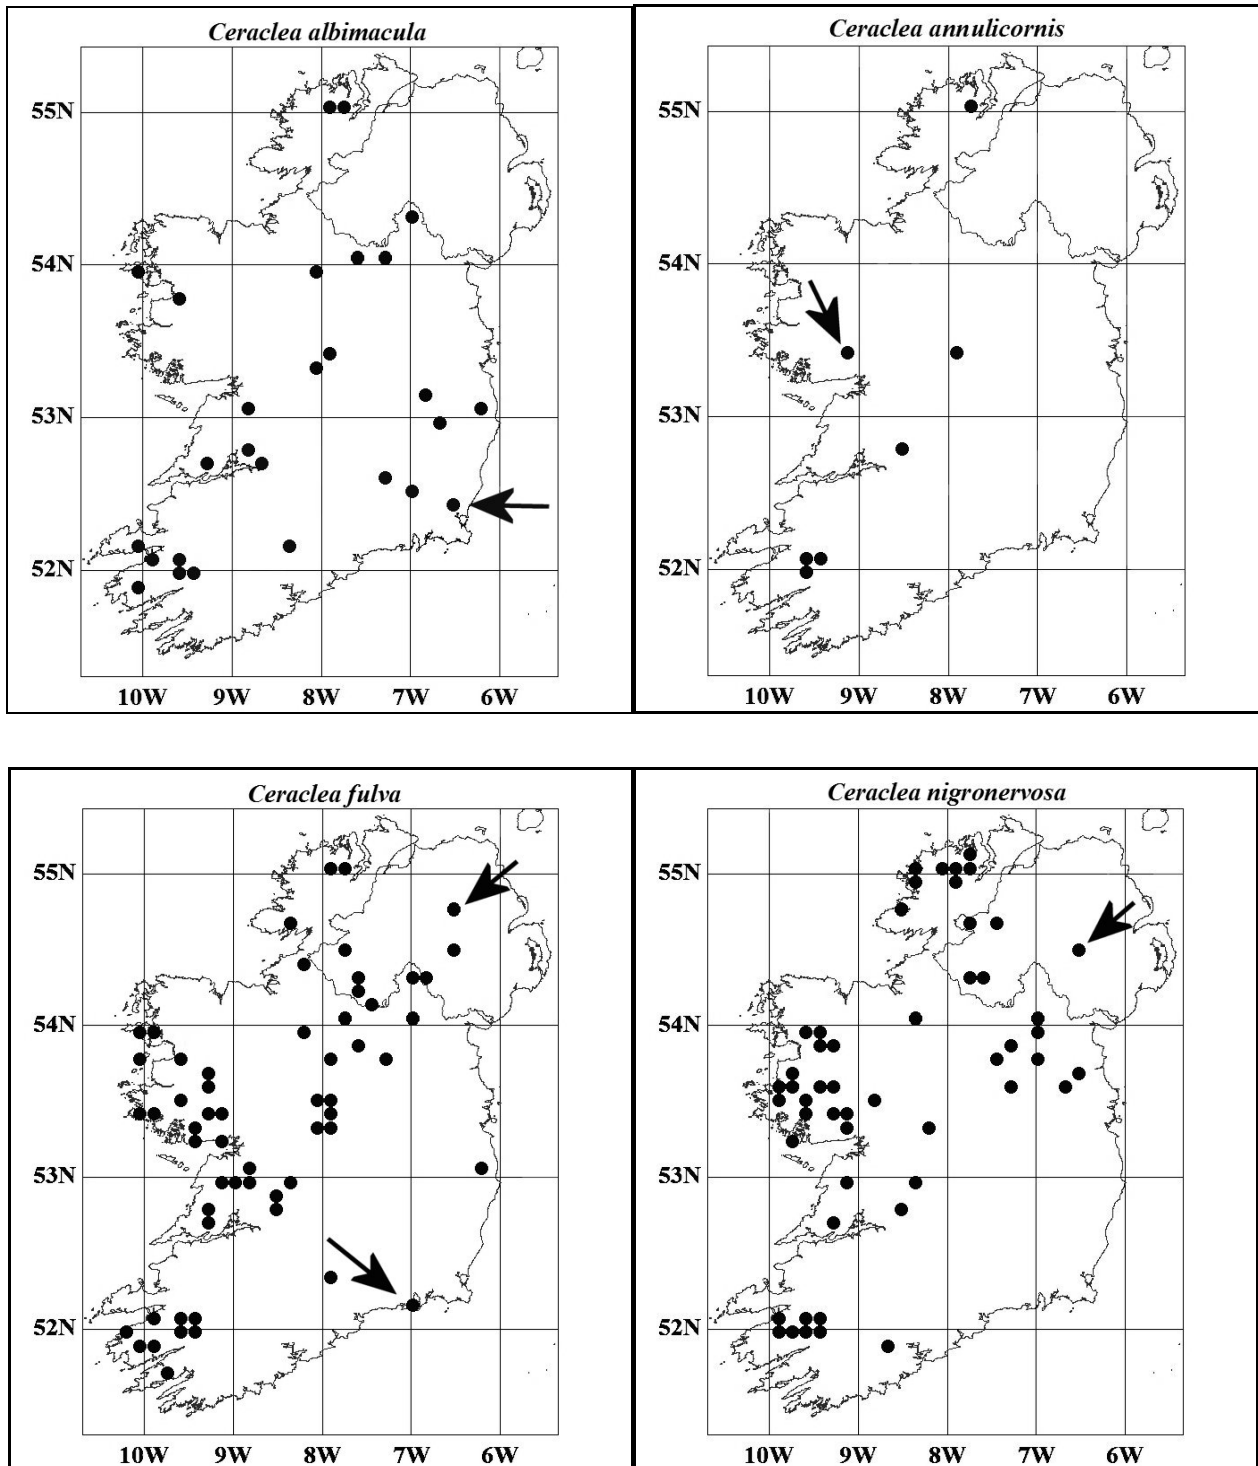 Ceraclea albimacula
55N
54N
53N
52N
10W 9W 8W 7W 6W
Ceraclea annulicornis
55N
54N
53N
52N
10W 9W 8W 7W 6W
Ceraclea fulva
55N
54N
53N
52N
10W 9W 8W 7W 6W
Ceraclea nigronervosa
55N
54N
53N
52N
10W 9W 8W 7W 6W